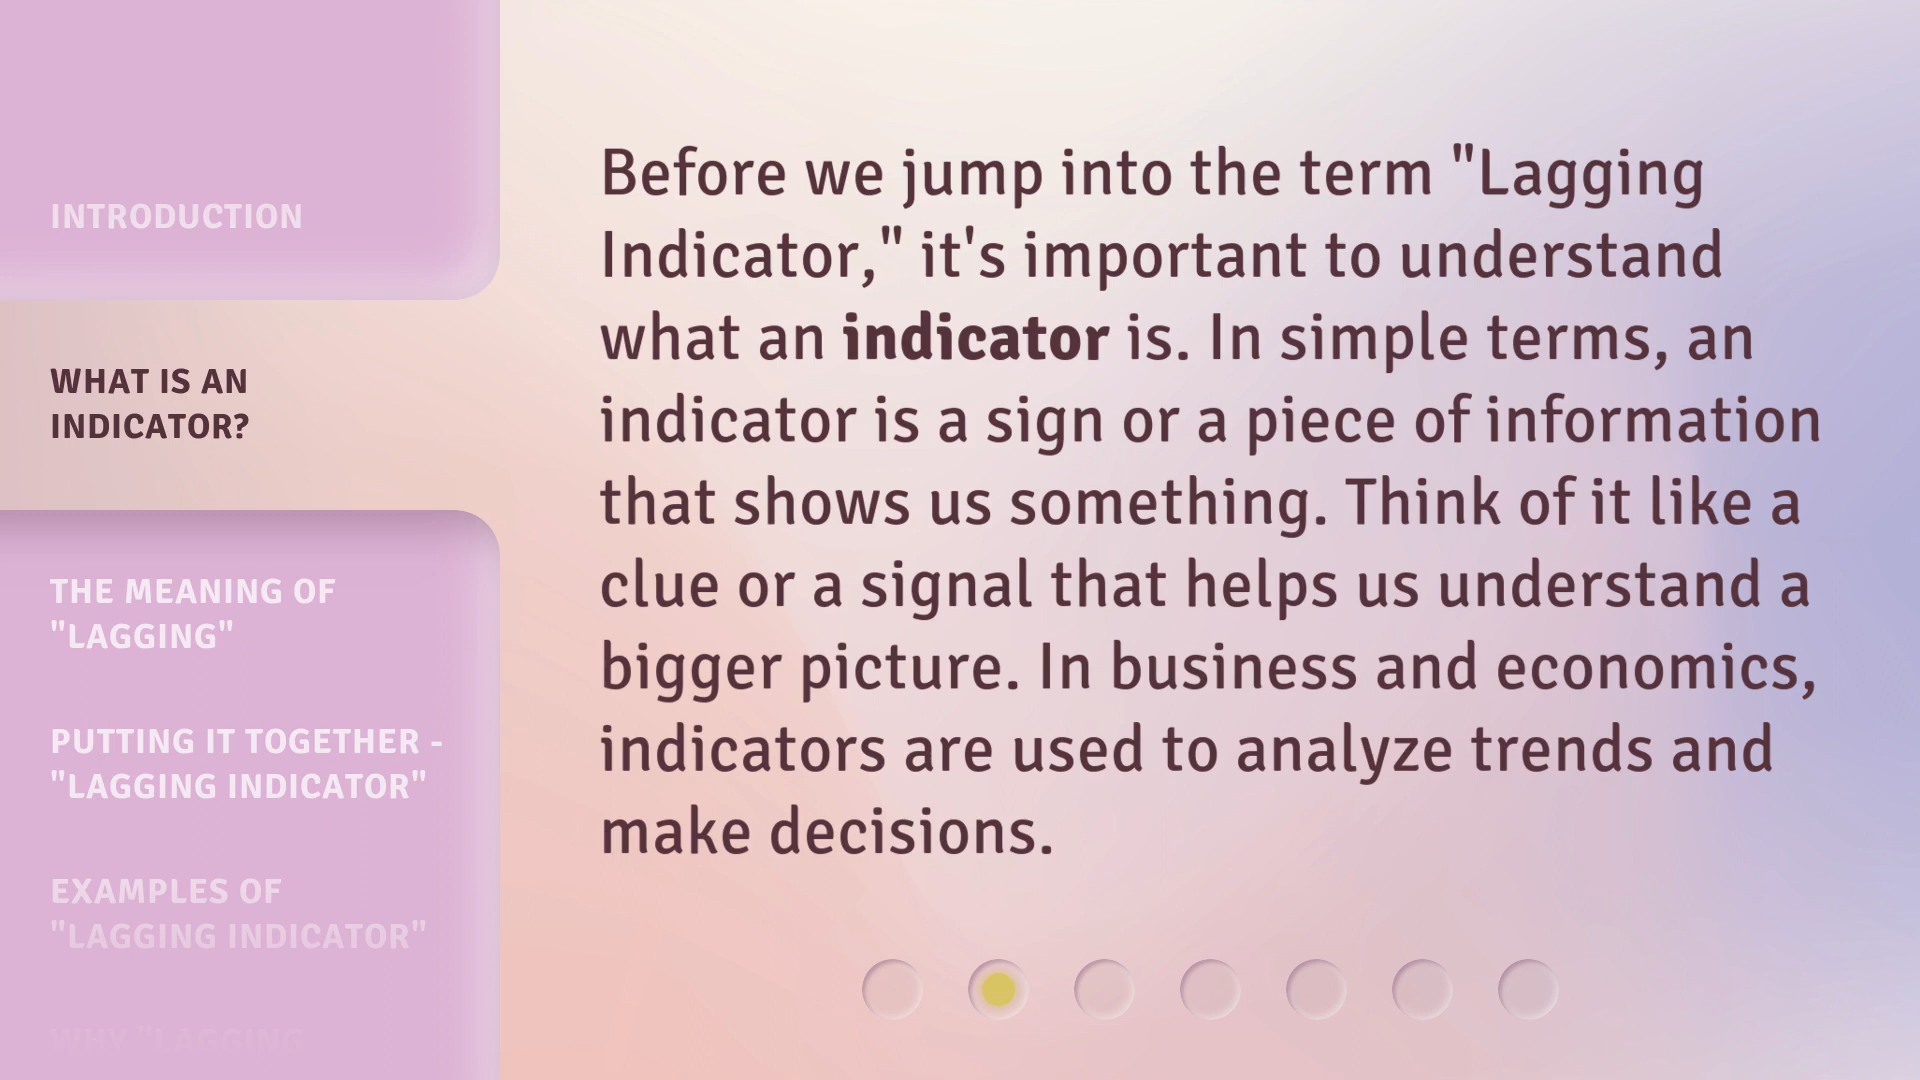 INTRODUCTION
WHAT IS AN
INDICATOR?
THE MEANING OF
"LAGGING"
PUTTING IT TOGETHER -
"LAGGING INDICATOR"
EXAMPLES OF
"LAGGING INDICATOR"
WHY "LAGGING
Before we jump into the term "Lagging
Indicator," it's important to understand
what an indicator is. In simple terms, an
indicator is a sign or a piece of information
that shows us something. Think of it like a
clue or a signal that helps us understand a
bigger picture. In business and economics,
indicators are used to analyze trends and
make decisions.